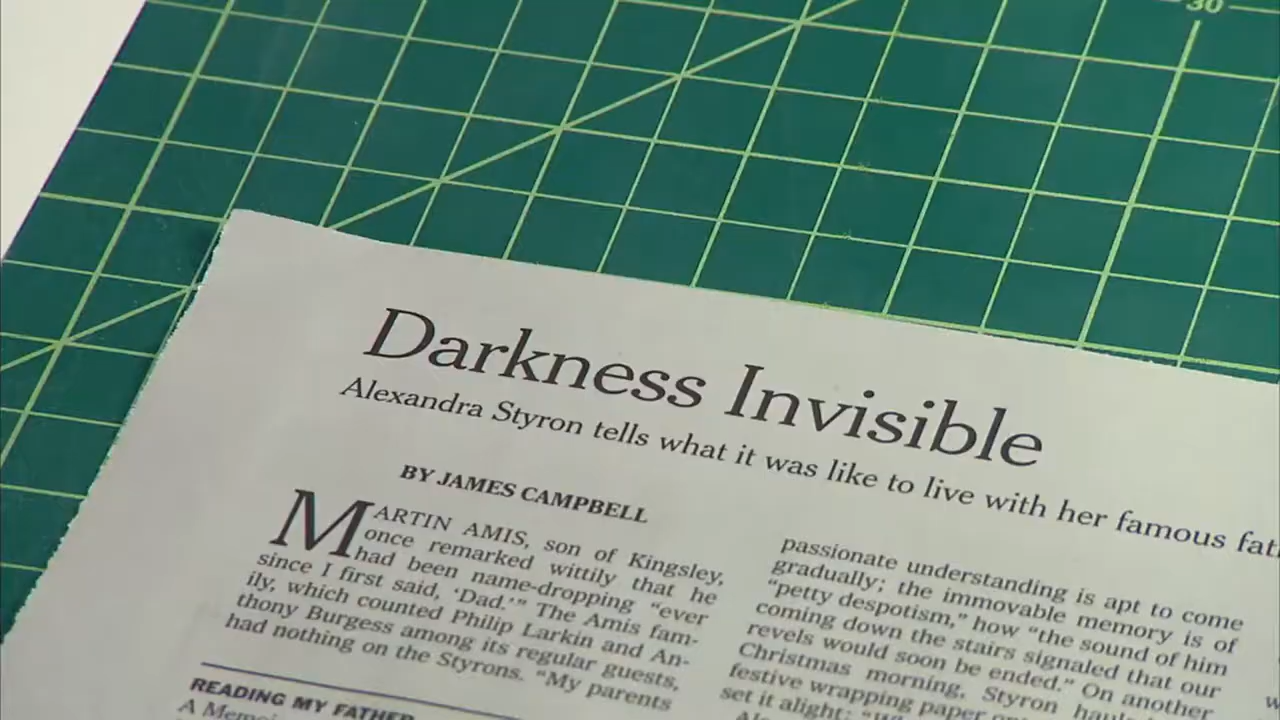 30
Darkness Invisible
Alexandra Styron tells what it was like to live with her famous
BY JAMES CAMPBELL
MARTIN AMIS, son of Kingsley,
once remarked wittily that he
had been name-dropping “ever
since I first said, ‘Dad.’” The Amis fam-
ily, which counted Philip Larkin and An-
thony Burgess among its regular guests,
had nothing on the Styrons. “My parents
READING MY FATHER
A
passionate understanding is apt to come
gradually; the immovable memory is of
“petty despotism,” how “the sound of him
coming down the stairs signaled that our
revels would soon be ended.” On another
Christmas morning, Styron
festive wrapping paper
set it alight: